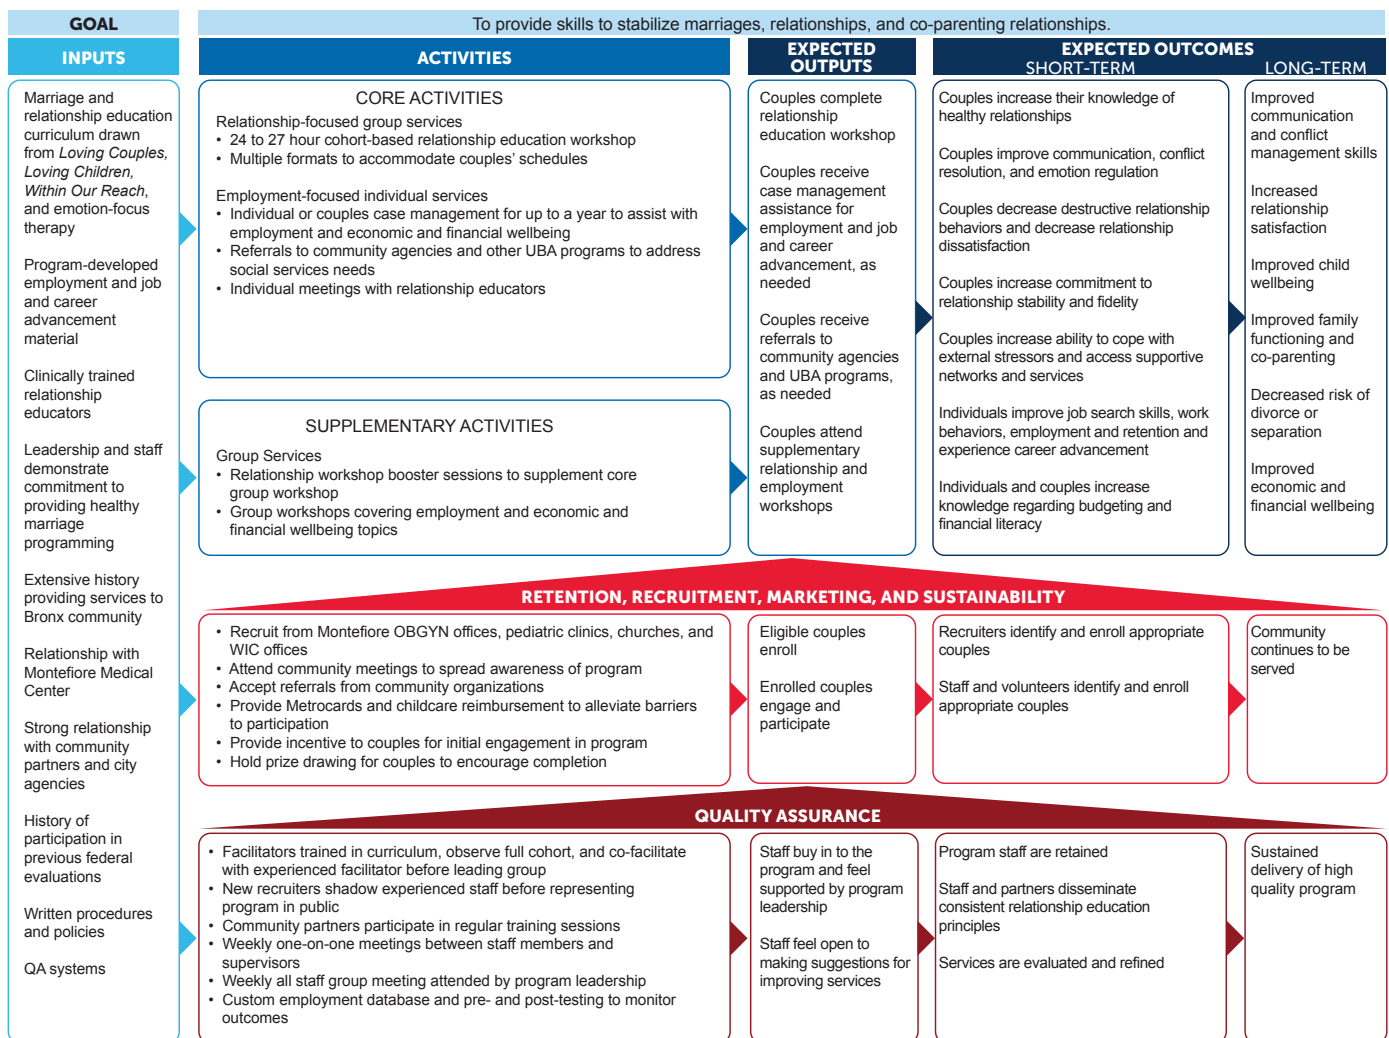 GOAL
To provide skills to stabilize marriages, relationships, and co-parenting relationships.
INPUTS
ACTIVITIES
EXPECTED
OUTPUTS
EXPECTED OUTCOMES
SHORT-TERM
LONG-TERM
Marriage and
relationship education
curriculum drawn
from Loving Couples,
Loving Children,
Within Our Reach,
and emotion-focus
therapy
Program-developed
employment and job
and career
advancement
material
Clinically trained
relationship
educators
Leadership and staff
demonstrate
commitment to
providing healthy
marriage
programming
Extensive history
providing services to
Bronx community
Relationship with
Montefiore Medical
Center
Strong relationship
with community
partners and city
agencies
History of
participation in
previous federal
evaluations
Written procedures
and policies
QA systems
CORE ACTIVITIES
Relationship-focused group services
• 24 to 27 hour cohort-based relationship education workshop
• Multiple formats to accommodate couples' schedules
Employment-focused individual services
• Individual or couples case management for up to a year to assist with
employment and economic and financial wellbeing
• Referrals to community agencies and other UBA programs to address
social services needs
• Individual meetings with relationship educators
SUPPLEMENTARY ACTIVITIES
Group Services
• Relationship workshop booster sessions to supplement core
group workshop
• Group workshops covering employment and economic and
financial wellbeing topics
Couples complete
relationship
education workshop
Couples receive
case management
assistance for
employment and job
and career
advancement, as
needed
Couples receive
referrals to
community agencies
and UBA programs,
as needed
Couples attend
supplementary
relationship and
employment
workshops
Couples increase their knowledge of
healthy relationships
Couples improve communication, conflict
resolution, and emotion regulation
Couples decrease destructive relationship
behaviors and decrease relationship
dissatisfaction
Couples increase commitment to
relationship stability and fidelity
Couples increase ability to cope with
external stressors and access supportive
networks and services
Individuals improve job search skills, work
behaviors, employment and retention and
experience career advancement
Individuals and couples increase
knowledge regarding budgeting and
financial literacy
Improved
communication
and conflict
management skills
Increased
relationship
satisfaction
Improved child
wellbeing
Improved family
functioning and
co-parenting
Decreased risk of
divorce or
separation
Improved
economic and
financial wellbeing
RETENTION, RECRUITMENT, MARKETING, AND SUSTAINABILITY
• Recruit from Montefiore OBGYN offices, pediatric clinics, churches, and
WIC offices
• Attend community meetings to spread awareness of program
• Accept referrals from community organizations
• Provide Metrocards and childcare reimbursement to alleviate barriers
to participation
• Provide incentive to couples for initial engagement in program
• Hold prize drawing for couples to encourage completion
Eligible couples
enroll
Enrolled couples
engage and
participate
Recruiters identify and enroll appropriate
couples
Staff and volunteers identify and enroll
appropriate couples
Community
continues to be
served
QUALITY ASSURANCE
• Facilitators trained in curriculum, observe full cohort, and co-facilitate
with experienced facilitator before leading group
• New recruiters shadow experienced staff before representing
program in public
• Community partners participate in regular training sessions
• Weekly one-on-one meetings between staff members and
supervisors
• Weekly all staff group meeting attended by program leadership
• Custom employment database and pre- and post-testing to monitor
outcomes
Staff buy in to the
program and feel
supported by program
leadership
Staff feel open to
making suggestions for
improving services
Program staff are retained
Staff and partners disseminate
consistent relationship education
principles
Services are evaluated and refined
Sustained
delivery of high
quality program